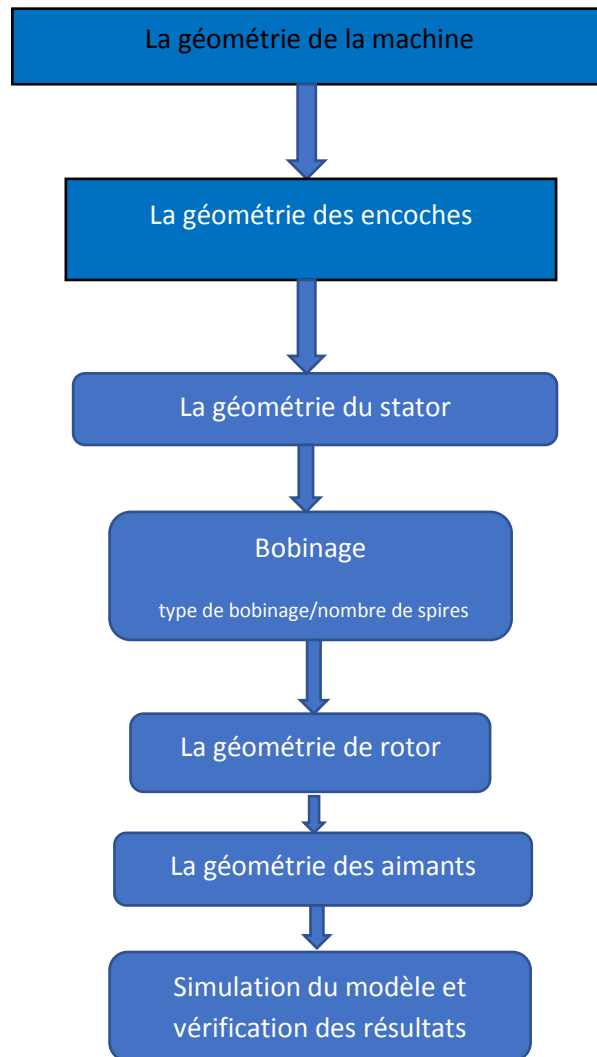 La géométrie de la machine
La géométrie des encoches
La géométrie du stator
Bobinage
type de bobinage/nombre de spires
La géométrie de rotor
La géométrie des aimants
Simulation du modèle et
vérification des résultats